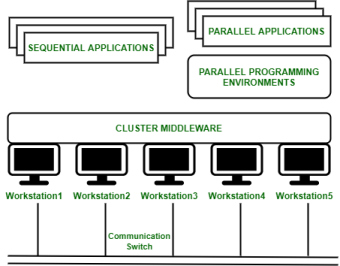 SEQUENTIAL APPLICATIONS
PARALLEL APPLICATIONS
PARALLEL PROGRAMMING
ENVIRONMENTS
CLUSTER MIDDLEWARE
Workstation1 Workstation2 Workstation3 Workstation4 Workstation5
Communication
Switch